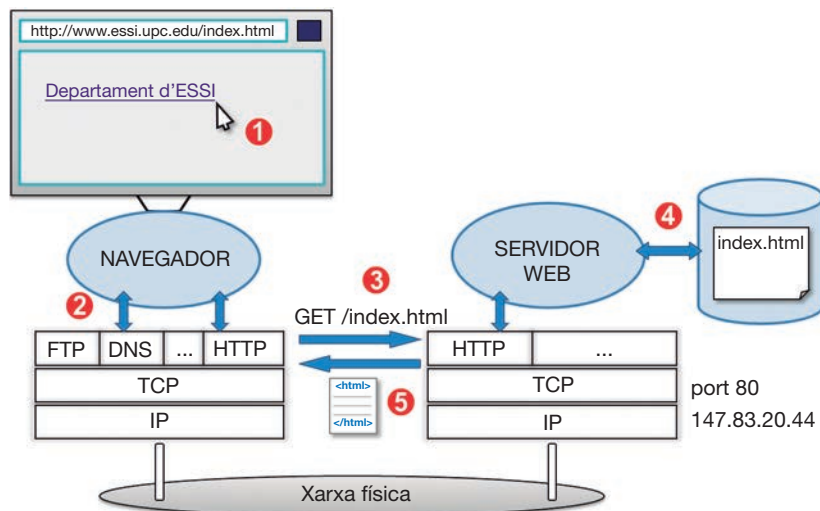 http://www.essi.upc.edu/index.html
Departament d'ESSI
1
NAVEGADOR
SERVIDOR
WEB
4
index.html
2
3
GET /index.html
FTP DNS ... HTTP
HTTP ...
TCP
<html>
</html>
5
TCP
port 80
IP
IP
147.83.20.44
Xarxa física